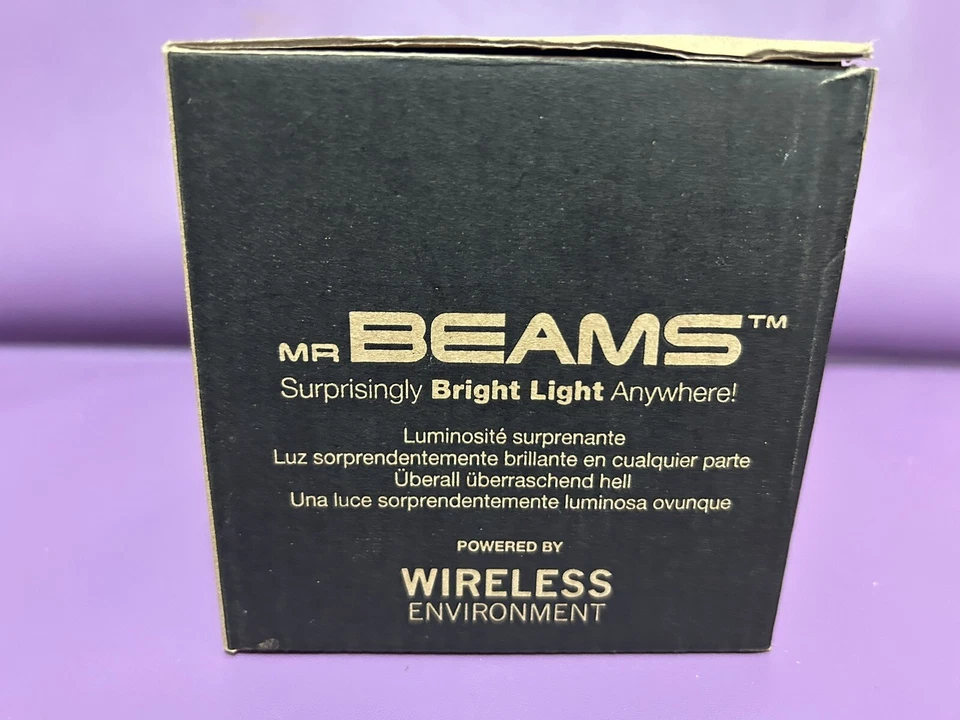 MR BEAMS™
Surprisingly Bright Light Anywhere!
Luminosité surprenante
Luz sorprendentemente brillante en cualquier parte
Überall überraschend hell
Una luce sorprendentemente luminosa ovunque
POWERED BY
WIRELESS
ENVIRONMENT